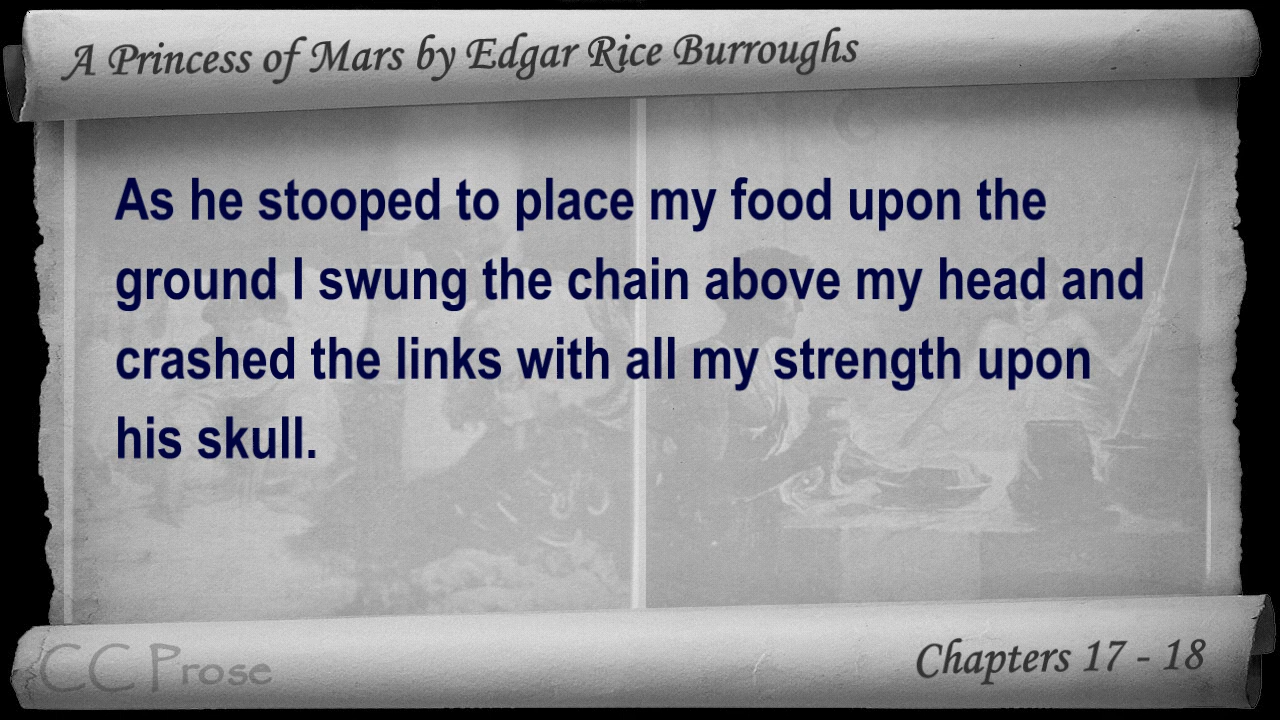 A Princess of Mars by Edgar Rice Burroughs
As he stooped to place my food upon the
ground I swung the chain above my head and
crashed the links with all my strength upon
his skull.
CC Prose
Chapters 17 - 18